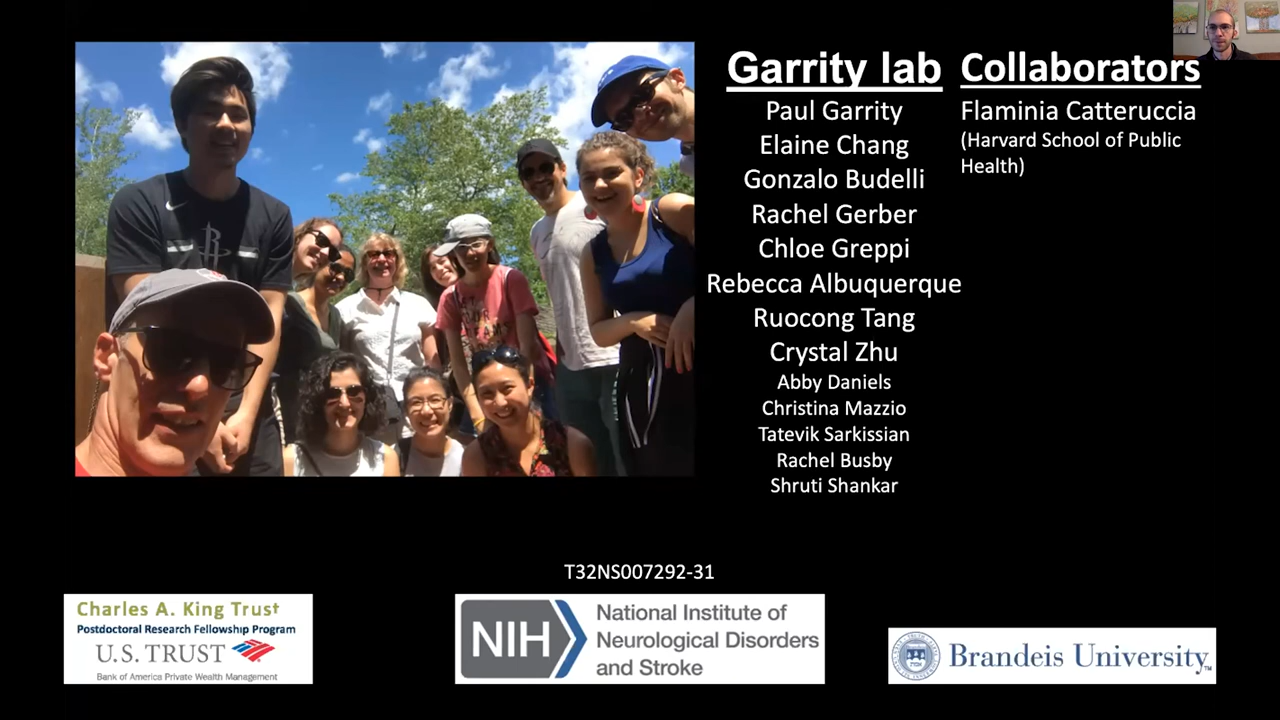 Garrity lab
Paul Garrity
Elaine Chang
Gonzalo Budelli
Rachel Gerber
Chloe Greppi
Rebecca Albuquerque
Ruocong Tang
Crystal Zhu
Abby Daniels
Christina Mazzio
Tatevik Sarkissian
Rachel Busby
Shruti Shankar
Collaborators
Flaminia Catteruccia
(Harvard School of Public
Health)
T32NS007292-31
Charles A. King Trust
Postdoctoral Research Fellowship Program
U.S. TRUST
Bank of America Private Wealth Management
NIH
National Institute of
Neurological Disorders
and Stroke
Brandeis University